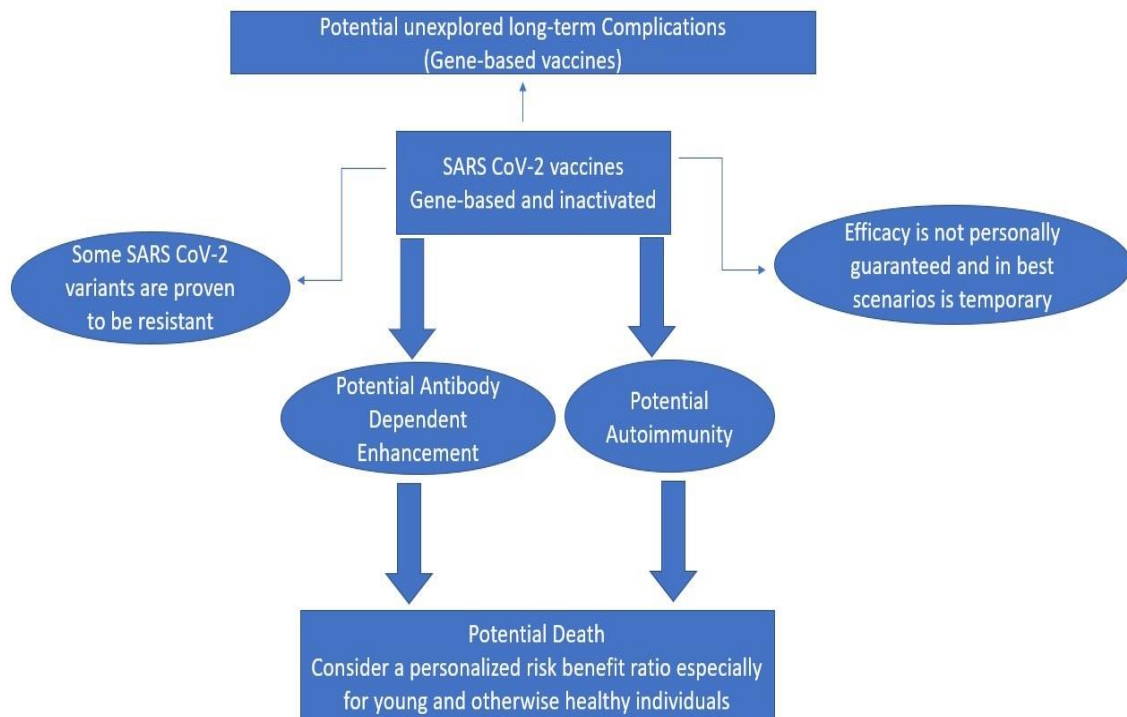 Potential unexplored long-term Complications
(Gene-based vaccines)
SARS CoV-2 vaccines
Gene-based and inactivated
Some SARS CoV-2
variants are proven
to be resistant
Efficacy is not personally
guaranteed and in best
scenarios is temporary
Potential Antibody
Dependent
Enhancement
Potential
Autoimmunity
Potential Death
Consider a personalized risk benefit ratio especially
for young and otherwise healthy individuals